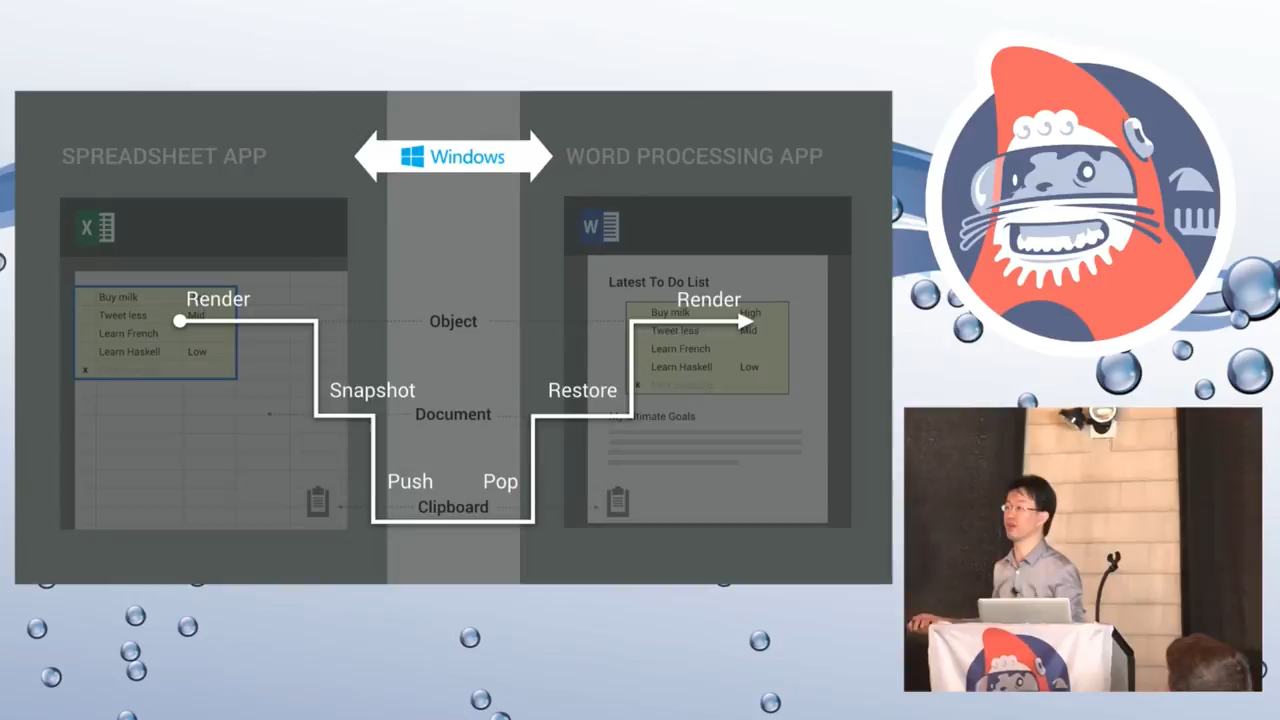 SPREADSHEET APP
Windows
WORD PROCESSING APP
X
W
Latest To Do List
Buy milk
Render
Tweet less
Mid
Learn French
Learn Haskell
Low
x
Object
Render
Buy milk
High
Tweet less
Mid
Learn French
Learn Haskell
Low
x
Snapshot
Document
Restore
My Ultimate Goals
Push
Pop
Clipboard